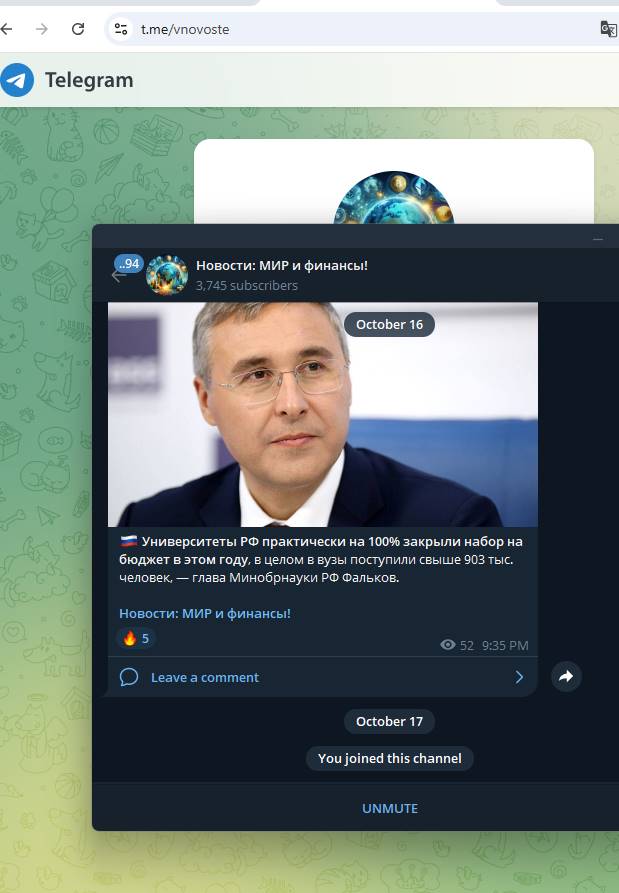 t.me/vnovoste
Telegram
..94
Новости: МИР и финансы!
3,745 subscribers
October 16
🇷🇺 Университеты РФ практически на 100% закрыли набор на
бюджет в этом году, в целом в вузы поступили свыше 903 тыс.
человек, — глава Минобрнауки РФ Фальков.
Новости: МИР и финансы!
🔥 5
52 9:35 PM
Leave a comment
October 17
You joined this channel
UNMUTE